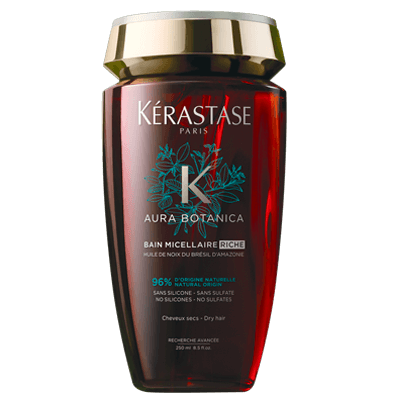 KÉRASTASE
PARIS
K
AURA BOTANICA
BAIN MICELLAIRE RICHE
HUILE DE NOIX DU BRÉSIL D'AMAZONIE
96% D'ORIGINE NATURELLE
NATURAL ORIGIN
SANS SILICONE - SANS SULFATE
NO SILICONES - NO SULFATES
Cheveux secs - Dry hair
RECHERCHE AVANCÉE
250 ml 8.5 fl.oz